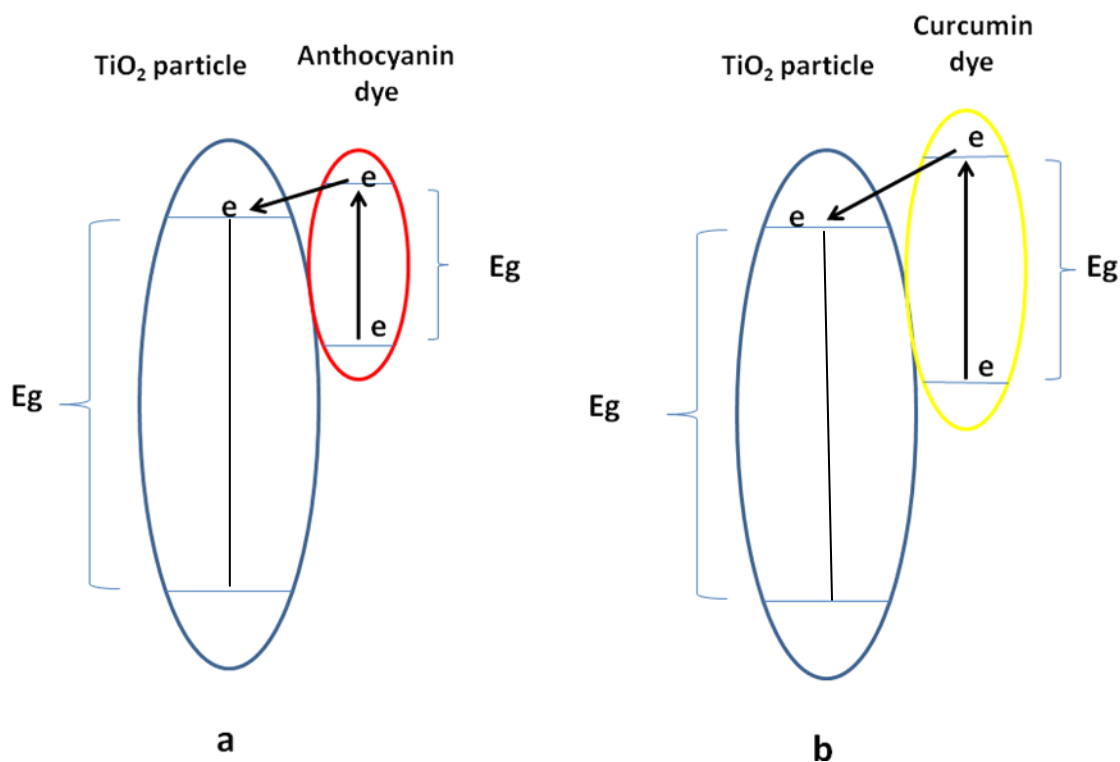 TiO₂ particle
Anthocyanin
dye
e
e
e
Eg
Eg
a
TiO₂ particle
Curcumin
dye
e
e
e
Eg
Eg
b